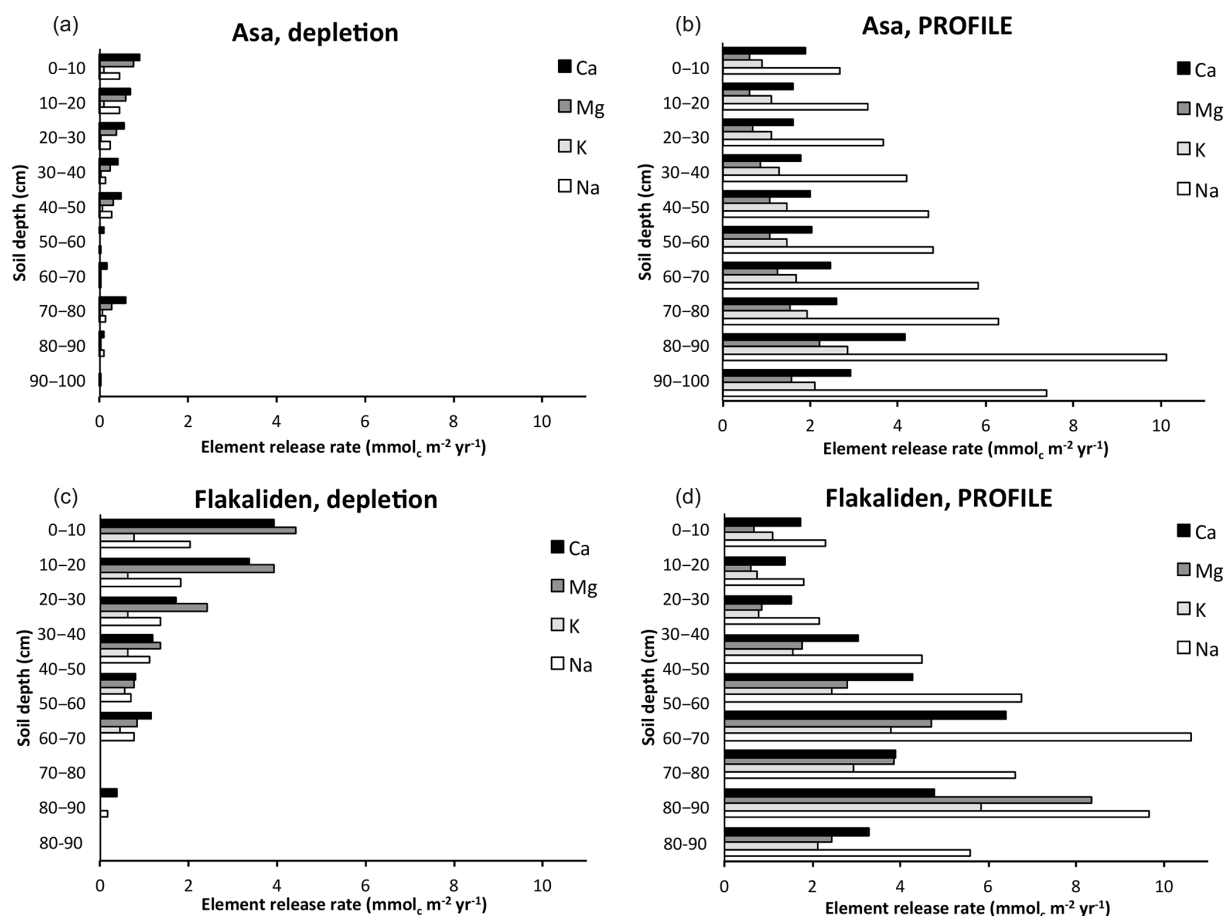 (a)
Asa, depletion
0–10
10–20
20–30
30–40
40–50
50–60
60–70
70–80
80–90
90–100
Soil depth (cm)
Ca
Mg
K
Na
0 2 4 6 8 10
Element release rate (mmolc m-2 yr-1)
(b)
Asa, PROFILE
0–10
10–20
20–30
30–40
40–50
50–60
60–70
70–80
80–90
90–100
Soil depth (cm)
Ca
Mg
K
Na
0 2 4 6 8 10
Element release rate (mmolc m-2 yr-1)
(c)
Flakaliden, depletion
0–10
10–20
20–30
30–40
40–50
50–60
60–70
70–80
80–90
80-90
Soil depth (cm)
Ca
Mg
K
Na
0 2 4 6 8 10
Element release rate (mmolc m-2 yr-1)
(d)
Flakaliden, PROFILE
0–10
10–20
20–30
30–40
40–50
50–60
60–70
70–80
80–90
80-90
Soil depth (cm)
Ca
Mg
K
Na
0 2 4 6 8 10
Element release rate (mmolc m-2 yr-1)